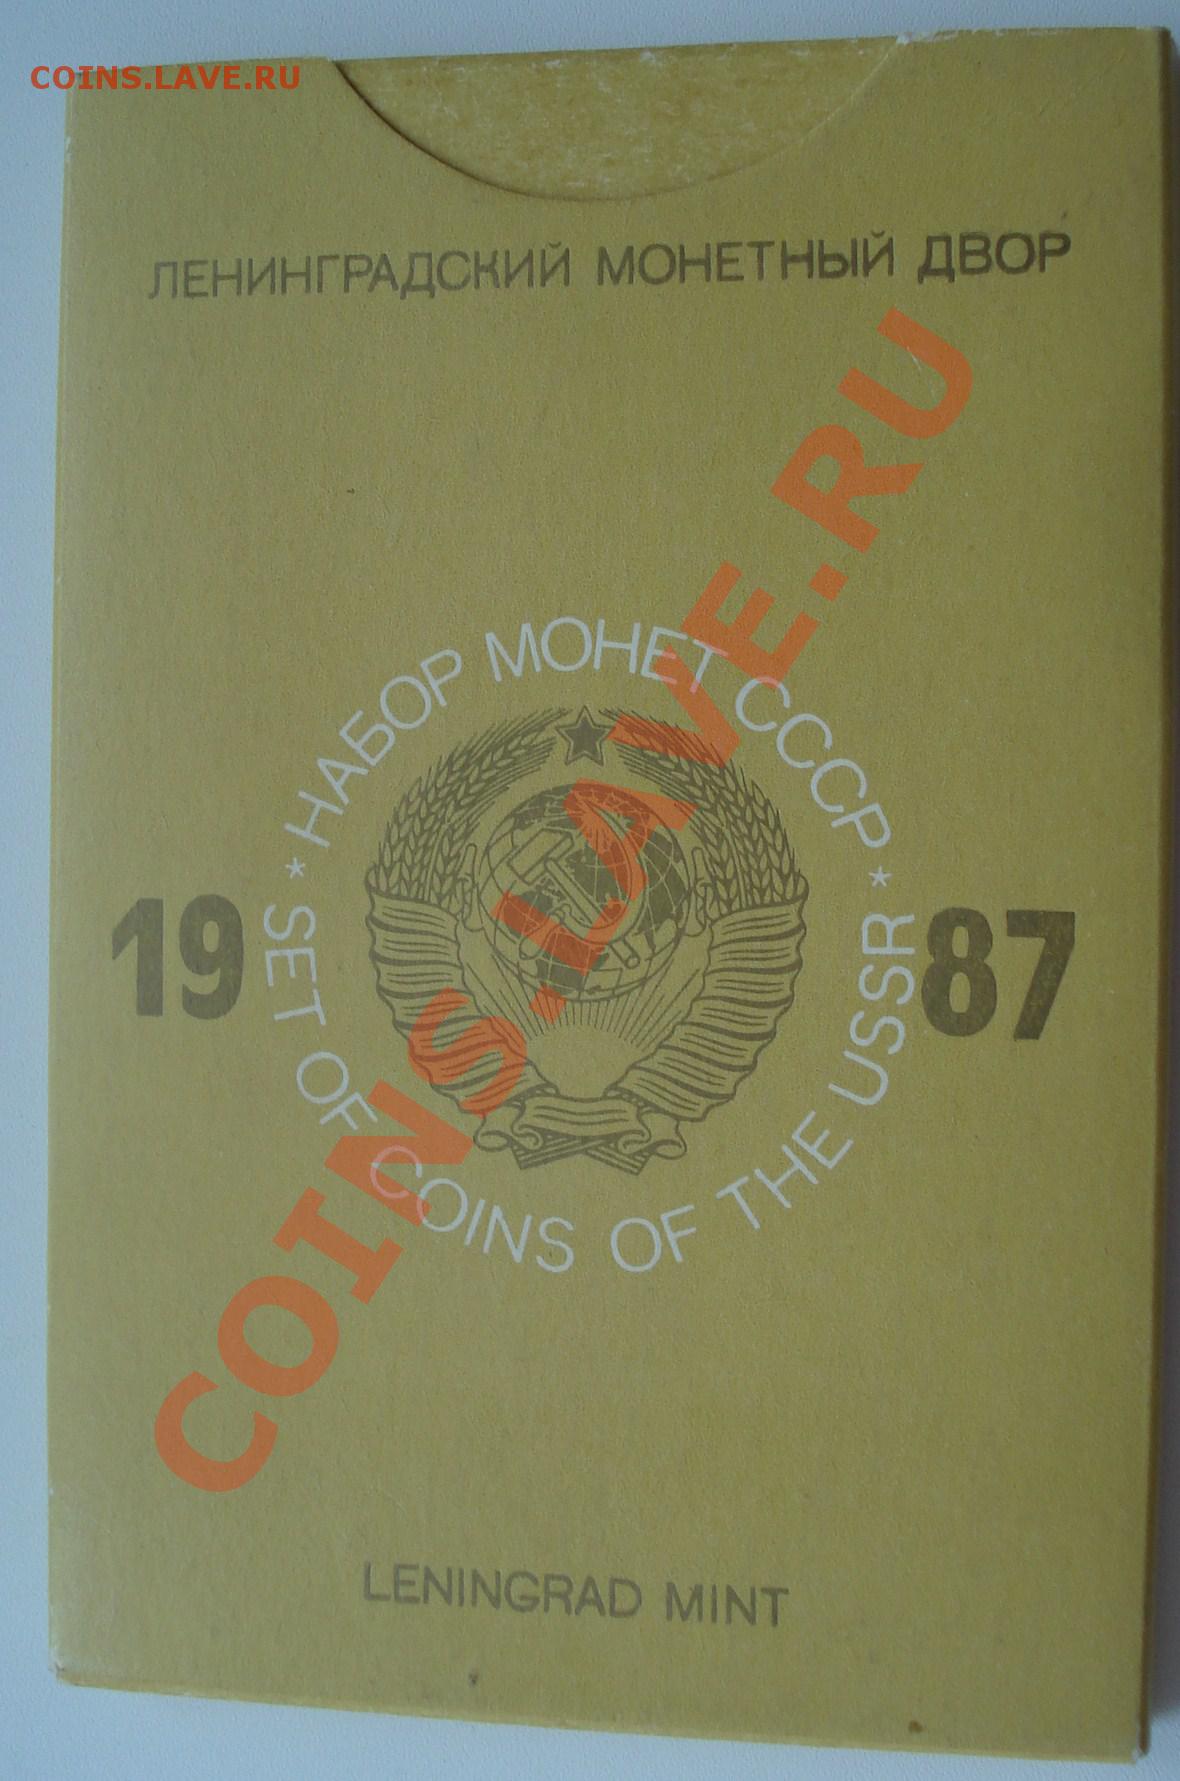 COINS.LAVE.RU
ЛЕНИНГРАДСКИЙ МОНЕТНЫЙ ДВОР
* НАБОР МОНЕТ СССР *
19 87
SET OF COINS OF THE USSR
COINS.LAVE.RU
LENINGRAD MINT